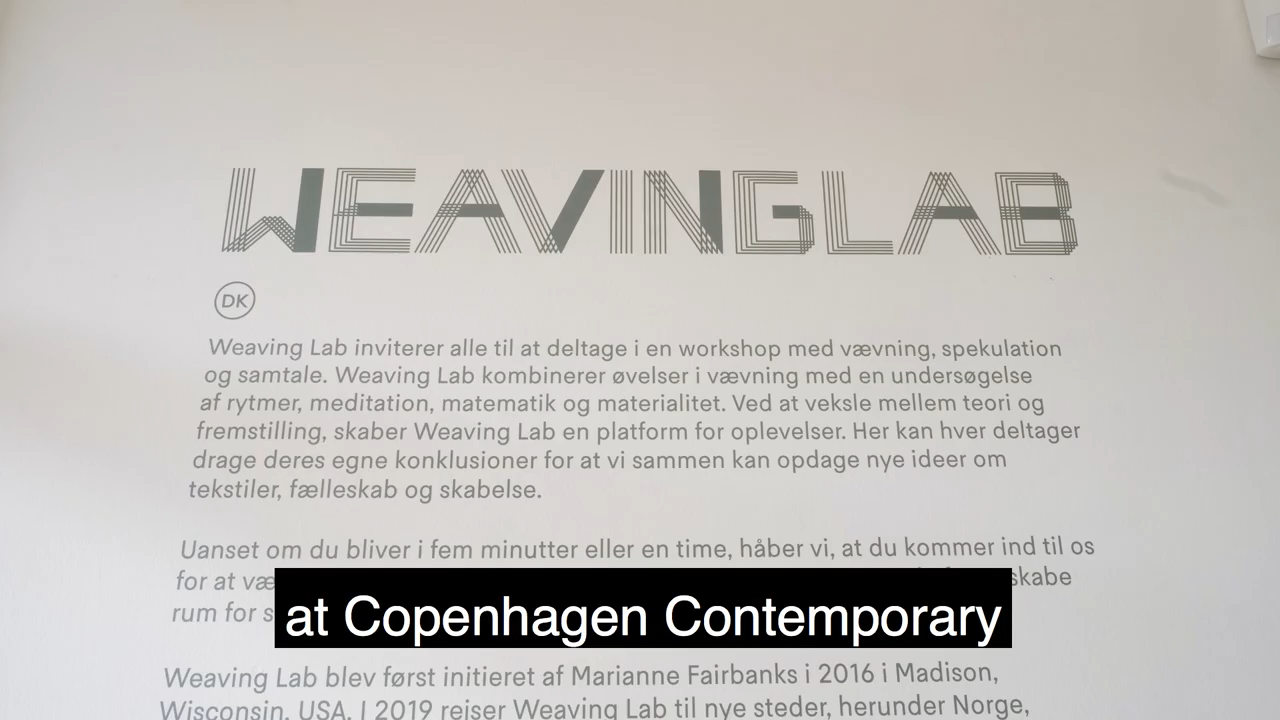 WEAVINGLAB
DK
Weaving Lab inviterer alle til at deltage i en workshop med vævning, spekulation
og samtale. Weaving Lab kombinerer øvelser i vævning med en undersøgelse
af rytmer, meditation, matematik og materialitet. Ved at veksle mellem teori og
fremstilling, skaber Weaving Lab en platform for oplevelser. Her kan hver deltager
drage deres egne konklusioner for at vi sammen kan opdage nye ideer om
tekstiler, fælleskab og skabelse.
Uanset om du bliver i fem minutter eller en time, håber vi, at du kommer ind til os
for at
rum for
at Copenhagen Contemporary
Weaving Lab blev først initieret af Marianne Fairbanks i 2016 i Madison,
Wisconsin, USA. I 2019 rejser Weaving Lab til nye steder, herunder Norge,